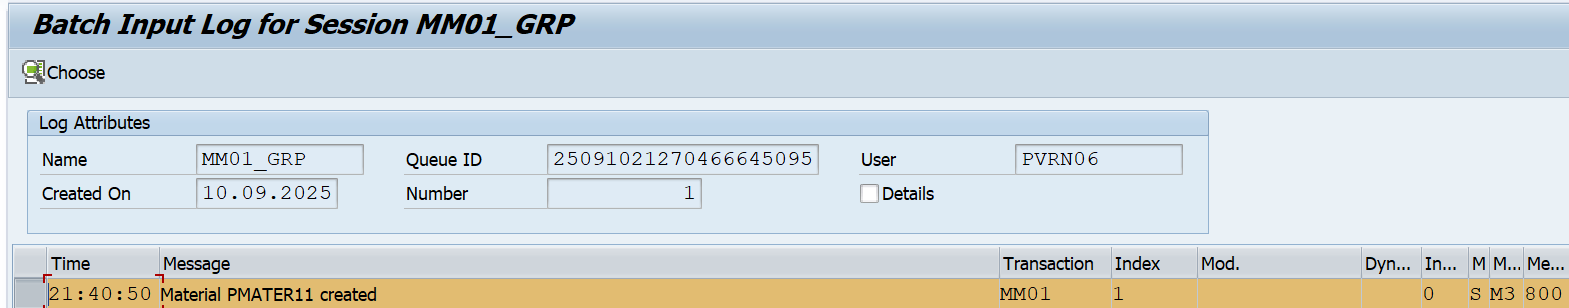 Batch Input Log for Session MM01_GRP
Choose
Log Attributes
Name MM01_GRP Queue ID 25091021270466645095 User PVRN06
Created On 10.09.2025 Number 1 Details
Time Message Transaction Index Mod. Dyn... In... M M... Me...
21:40:50 Material PMATER11 created MM01 1 0 S M3 800